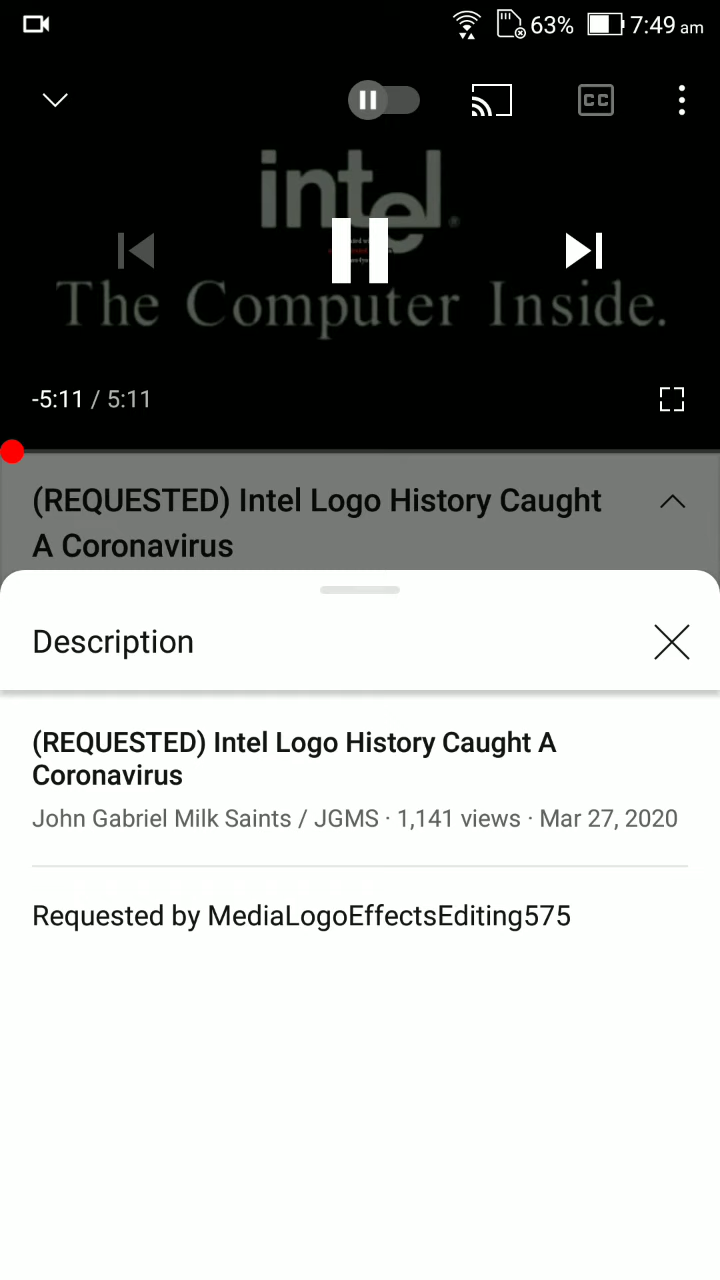 63% 7:49 am
CC
intel
®
The Computer Inside.
-5:11 / 5:11
(REQUESTED) Intel Logo History Caught
A Coronavirus
Description
(REQUESTED) Intel Logo History Caught A
Coronavirus
John Gabriel Milk Saints / JGMS · 1,141 views · Mar 27, 2020
Requested by MediaLogoEffectsEditing575